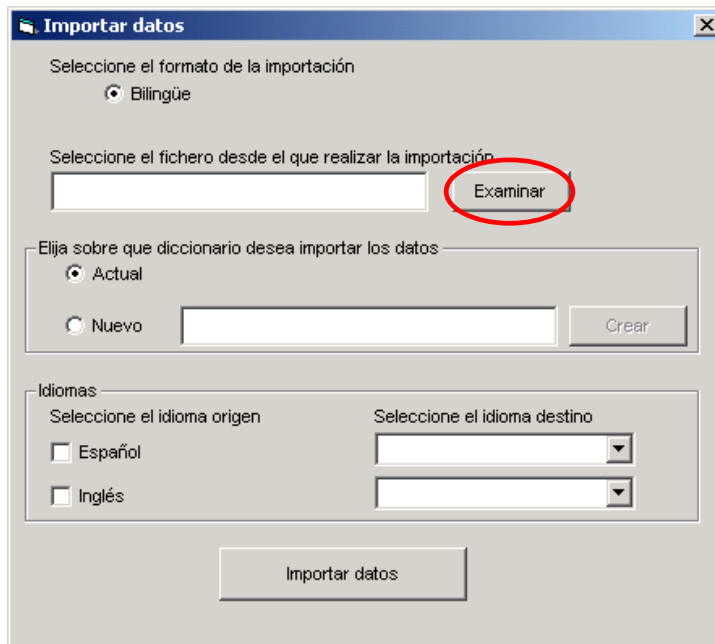 Importar datos
Seleccione el formato de la importación
Bilingüe
Seleccione el fichero desde el que realizar la importación
Examinar
Elija sobre que diccionario desea importar los datos
Actual
Nuevo Crear
Idiomas
Seleccione el idioma origen Seleccione el idioma destino
Español
Inglés
Importar datos